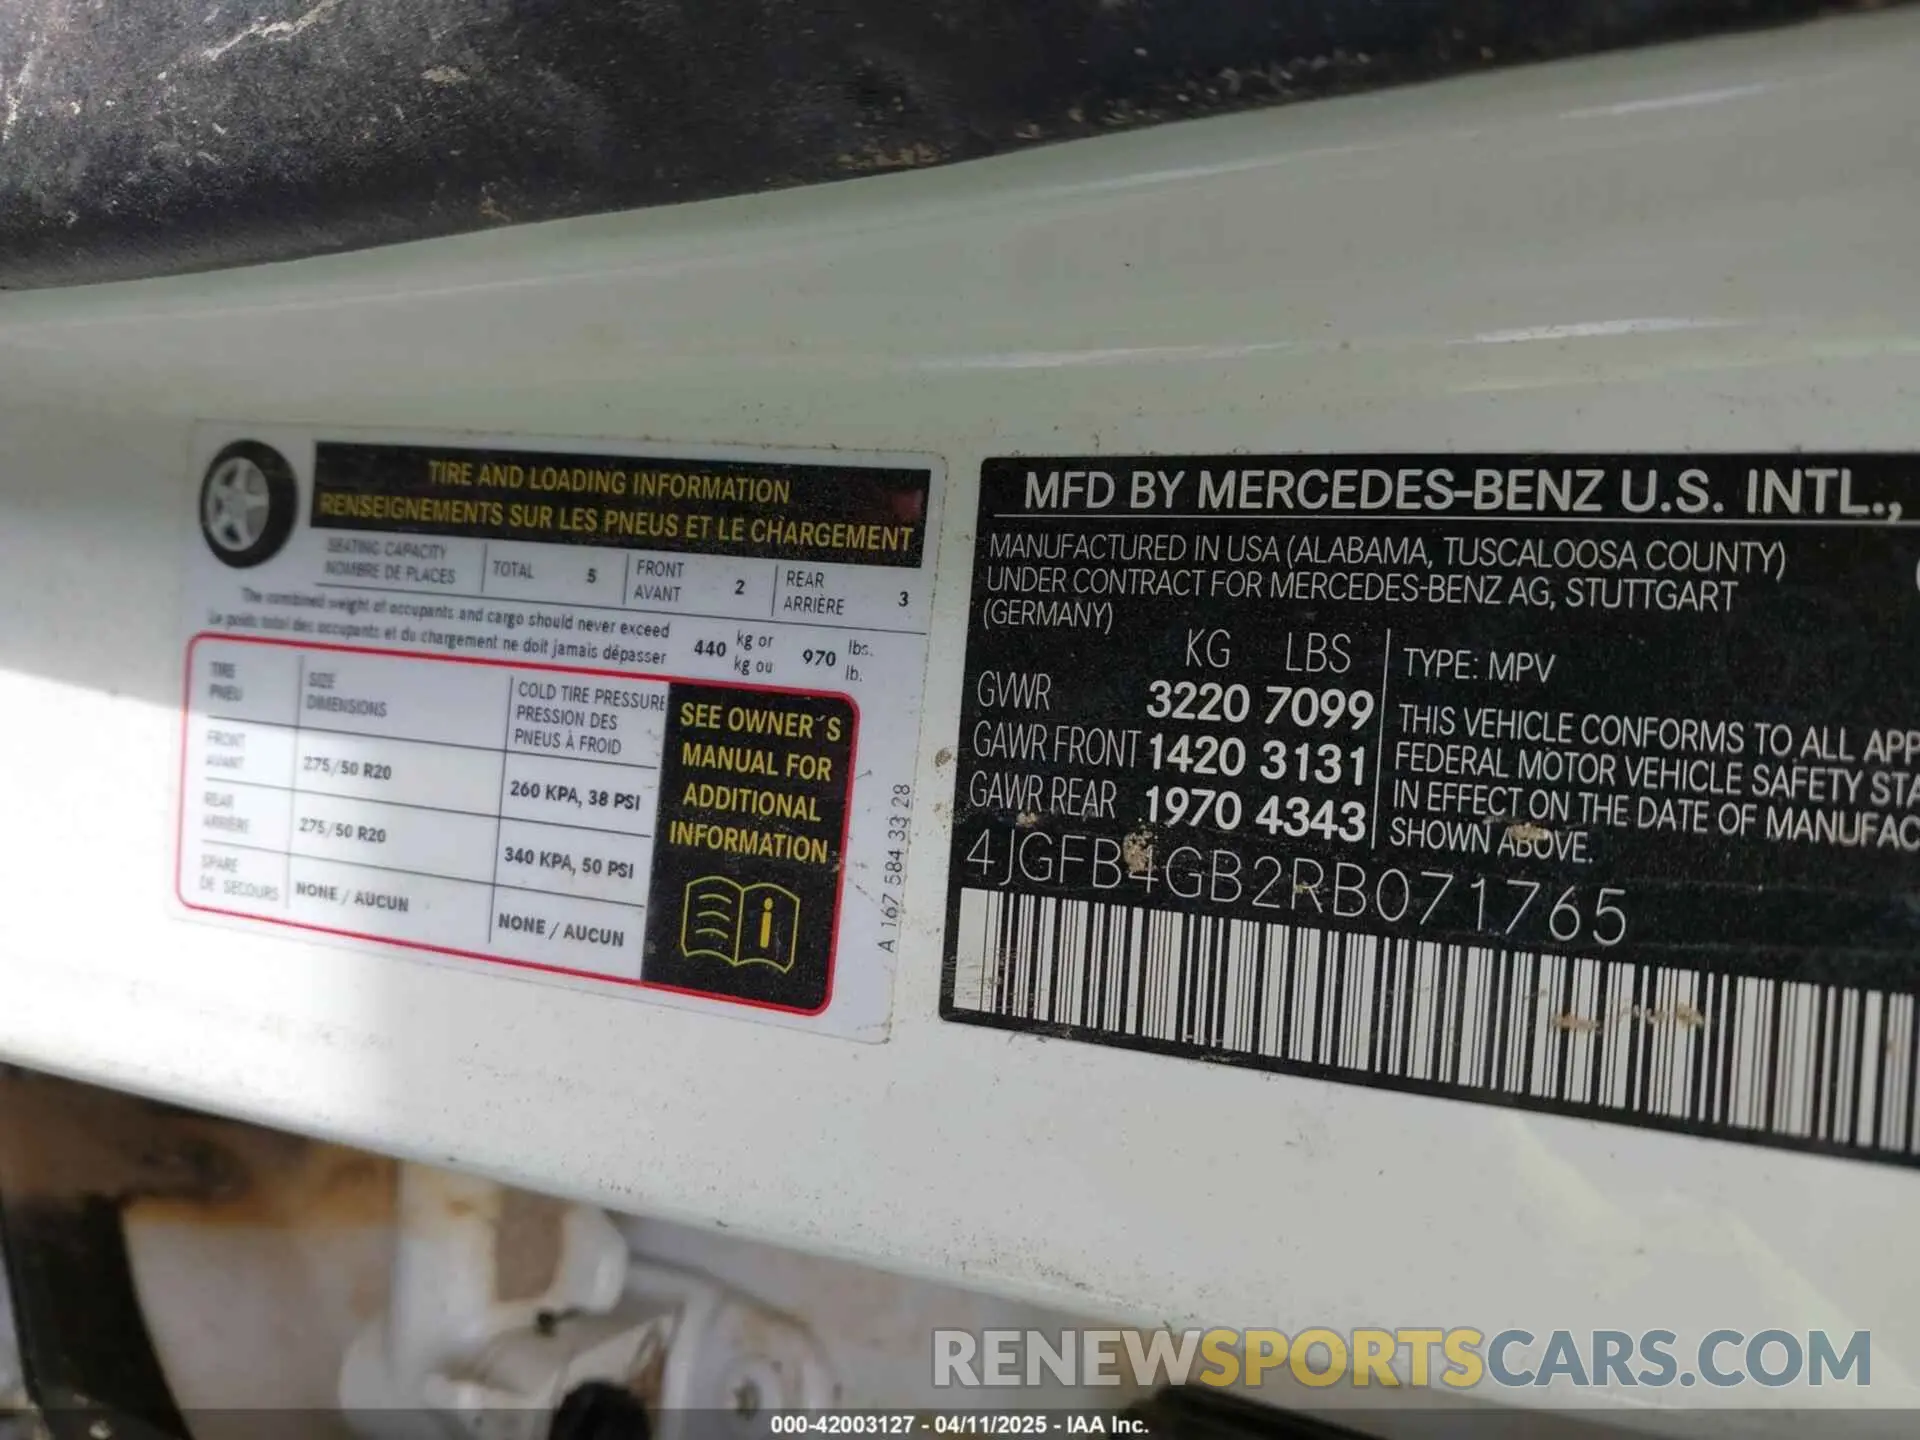 TIRE AND LOADING INFORMATION
RENSEIGNEMENTS SUR LES PNEUS ET LE CHARGEMENT
SEATING CAPACITY
NOMBRE DE PLACES
TOTAL 5
FRONT
AVANT 2
REAR
ARRIÈRE 3
The combined weight of occupants and cargo should never exceed
Le poids total des occupants et du chargement ne doit jamais dépasser
440 kg or
kg ou
970 lbs.
lb.
TIRE
PNEU
SIZE
DIMENSIONS
COLD TIRE PRESSURE
PRESSION DES
PNEUS À FROID
FRONT
AVANT
275/50 R20
260 KPA, 38 PSI
REAR
ARRIÈRE
275/50 R20
340 KPA, 50 PSI
SPARE
DE SECOURS
NONE / AUCUN
NONE / AUCUN
SEE OWNER´S
MANUAL FOR
ADDITIONAL
INFORMATION
A 167 584 33 28
MFD BY MERCEDES-BENZ U.S. INTL.,
MANUFACTURED IN USA (ALABAMA, TUSCALOOSA COUNTY)
UNDER CONTRACT FOR MERCEDES-BENZ AG, STUTTGART
(GERMANY)
KG LBS
GVWR 3220 7099
GAWR FRONT 1420 3131
GAWR REAR 1970 4343
TYPE: MPV
THIS VEHICLE CONFORMS TO ALL APP
FEDERAL MOTOR VEHICLE SAFETY STA
IN EFFECT ON THE DATE OF MANUFAC
SHOWN ABOVE.
4JGFB4GB2RB071765
RENEWSPORTSCARS.COM
000-42003127 - 04/11/2025 - IAA Inc.